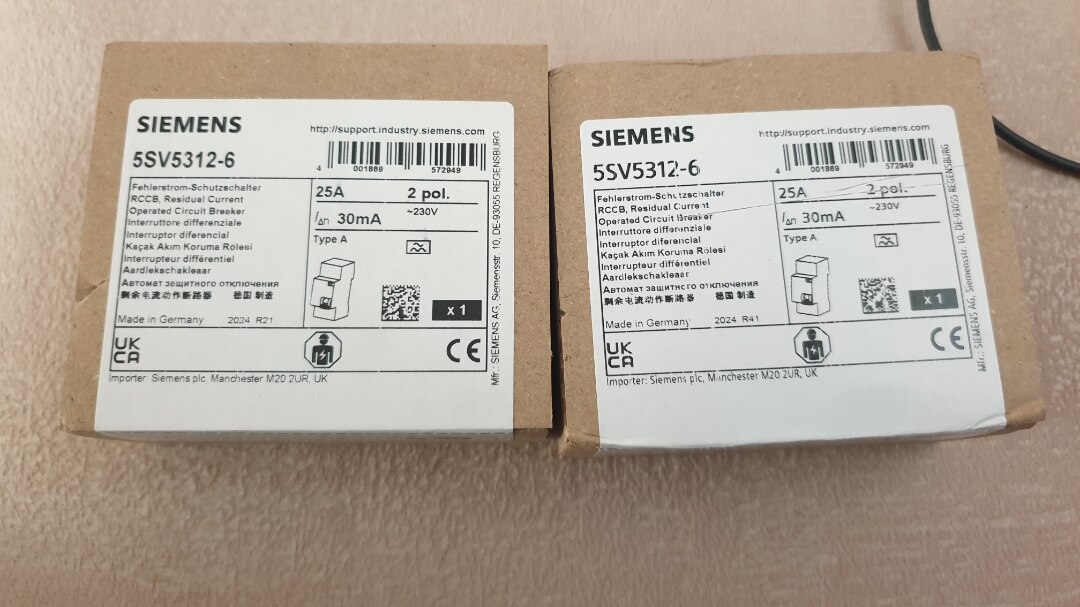 SIEMENS
http://support.industry.siemens.com
5SV5312-6
4 001869 572949
Fehlerstrom-Schutzschalter
RCCB, Residual Current
Operated Circuit Breaker
Interruttore differenziale
Interruptor diferencial
Kaçak Akım Koruma Rölesi
Interrupteur différentiel
Aardlekschakleaar
Автомат защитного отключения
剩余电流动作断路器 德国 制造
Made in Germany 2024 R21
25A 2 pol.
~230V
I∆n 30mA
Type A
x 1
UK
CA
CE
Importer: Siemens plc, Manchester M20 2UR, UK
Mfr.: SIEMENS AG, Siemensstr. 10, DE-93055 REGENSBURG
SIEMENS
http://support.industry.siemens.com
5SV5312-6
4 001869 572949
Fehlerstrom-Schutzschalter
RCCB, Residual Current
Operated Circuit Breaker
Interruttore differenziale
Interruptor diferencial
Kaçak Akım Koruma Rölesi
Interrupteur différentiel
Aardlekschakleaar
Автомат защитного отключения
剩余电流动作断路器 德国 制造
Made in Germany 2024 R41
25A 2 pol.
~230V
I∆n 30mA
Type A
x 1
UK
CA
CE
Importer: Siemens plc, Manchester M20 2UR, UK
Mfr.: SIEMENS AG, Siemensstr. 10, DE-93055 REGENSBURG